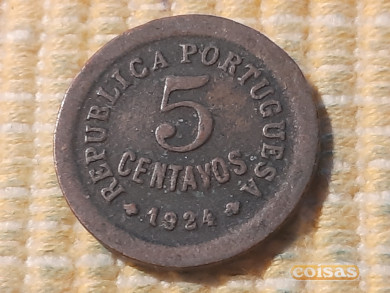 REPUBLICA PORTUGUESA
5
CENTAVOS
1924
coisas